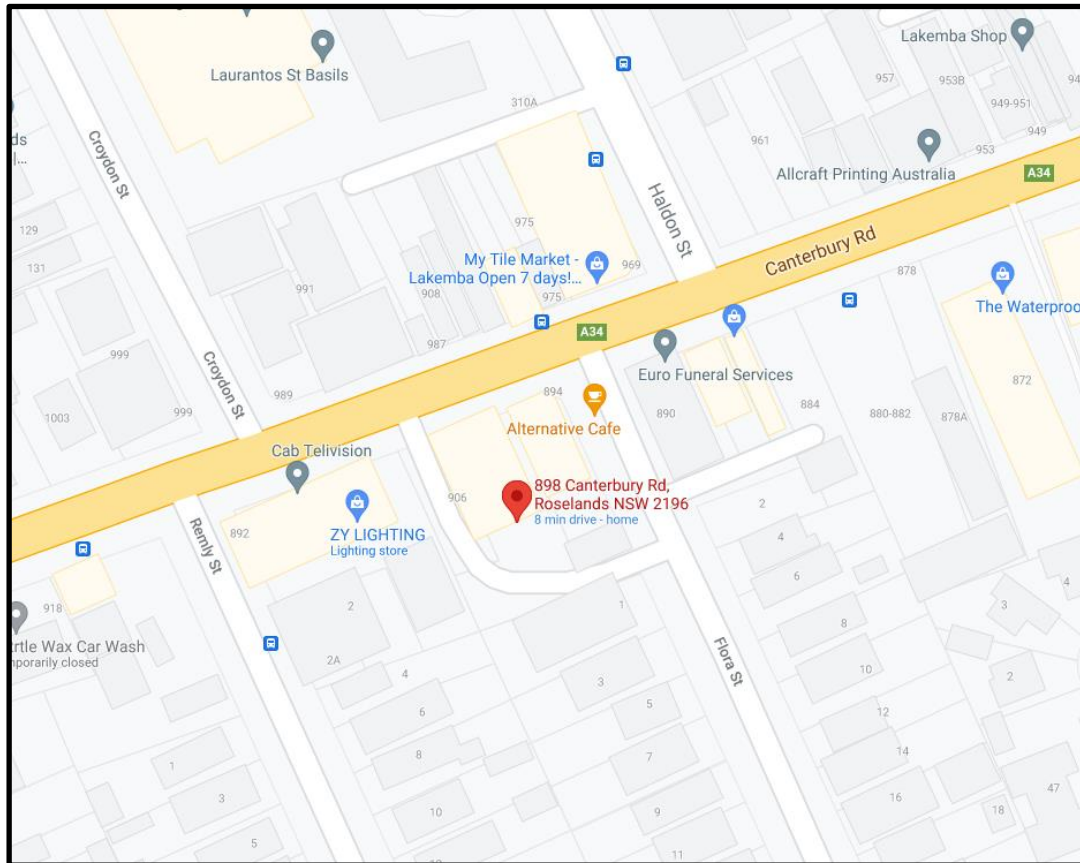 Laurantos St Basils
Lakemba Shop
957
953B
949-951
949
953
961
310A
Allcraft Printing Australia
A34
ds
|...
Croydon St
129
131
Haldon St
Canterbury Rd
975
My Tile Market -
Lakemba Open 7 days!...
969
975
908
991
987
878
The Waterproo
A34
Euro Funeral Services
999
Croydon St
989
1003
999
894
Alternative Cafe
890
884
880-882
878A
872
Cab Telivision
906
898 Canterbury Rd,
Roselands NSW 2196
8 min drive - home
892
ZY LIGHTING
Lighting store
Remly St
2
4
6
4
918
rtle Wax Car Wash
mporarily closed
2
2A
4
6
8
10
1
3
5
1
3
5
7
9
11
Flora St
8
10
12
14
16
18
3
2
47